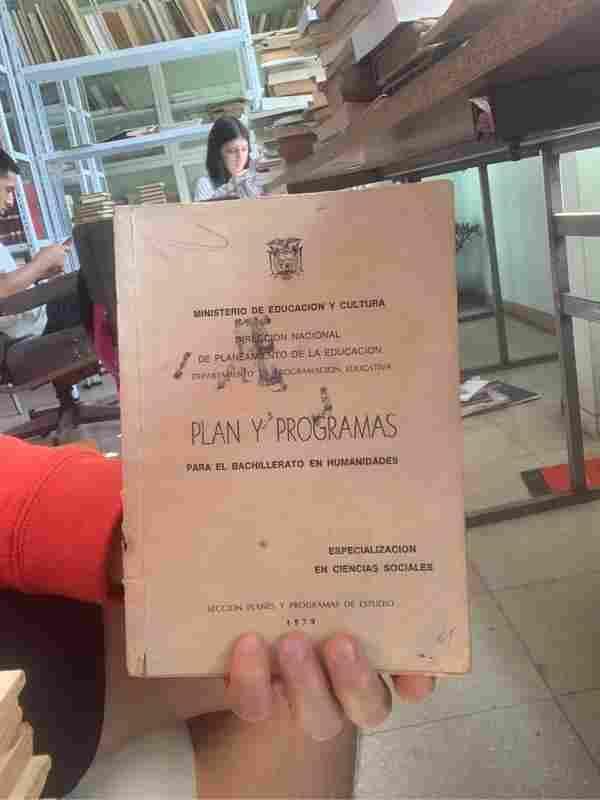 MINISTERIO DE EDUCACION Y CULTURA
DIRECCION NACIONAL
DE PLANEAMIENTO DE LA EDUCACION
DEPARTAMENTO PROGRAMACION EDUCATIVA
PLAN Y PROGRAMAS
PARA EL BACHILLERATO EN HUMANIDADES
ESPECIALIZACION
EN CIENCIAS SOCIALES
SECCION PLANES Y PROGRAMAS DE ESTUDIO
1979